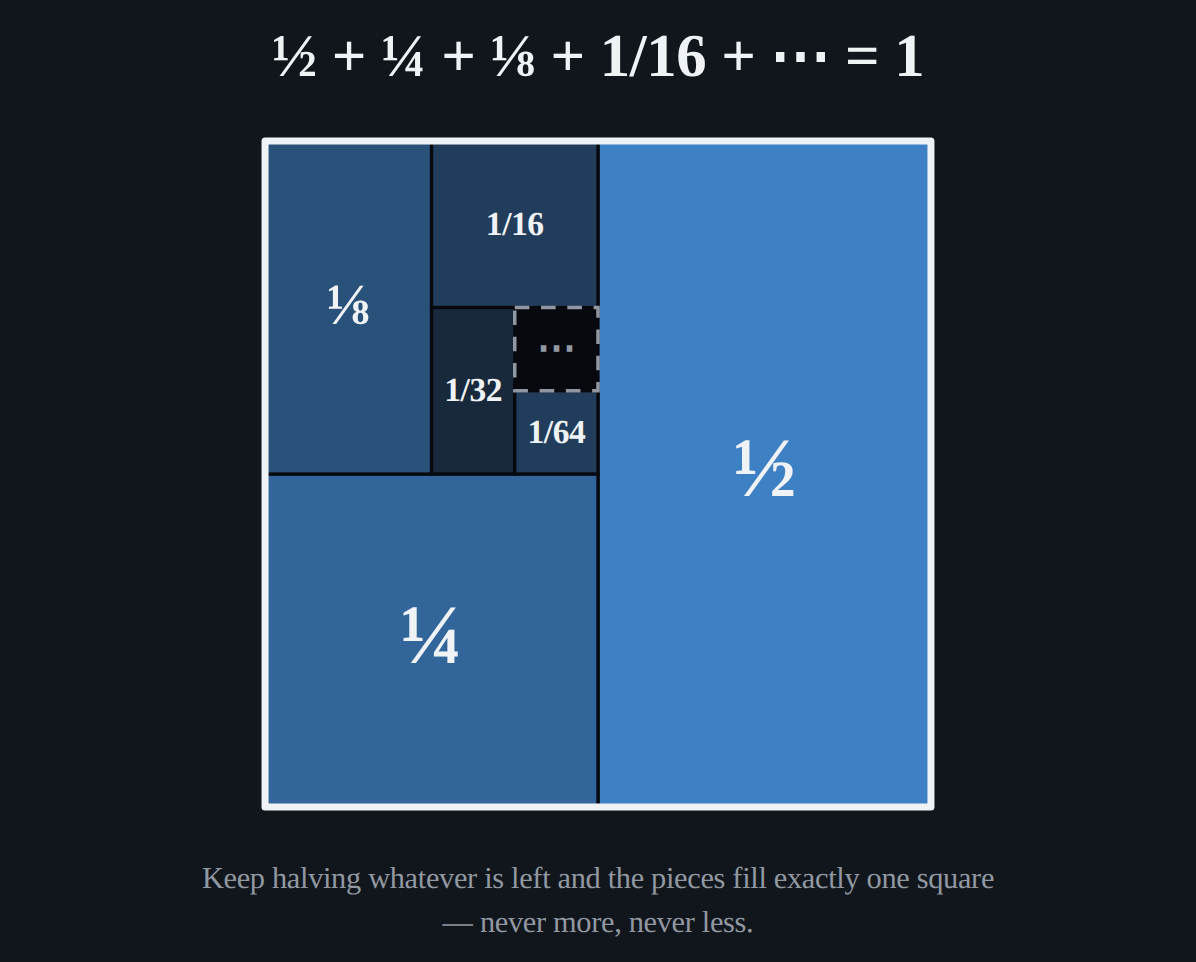 ½ + ¼ + ⅛ + 1/16 + ⋯ = 1
1/16
⅛
⋯
1/32
1/64
½
¼
Keep halving whatever is left and the pieces fill exactly one square
— never more, never less.